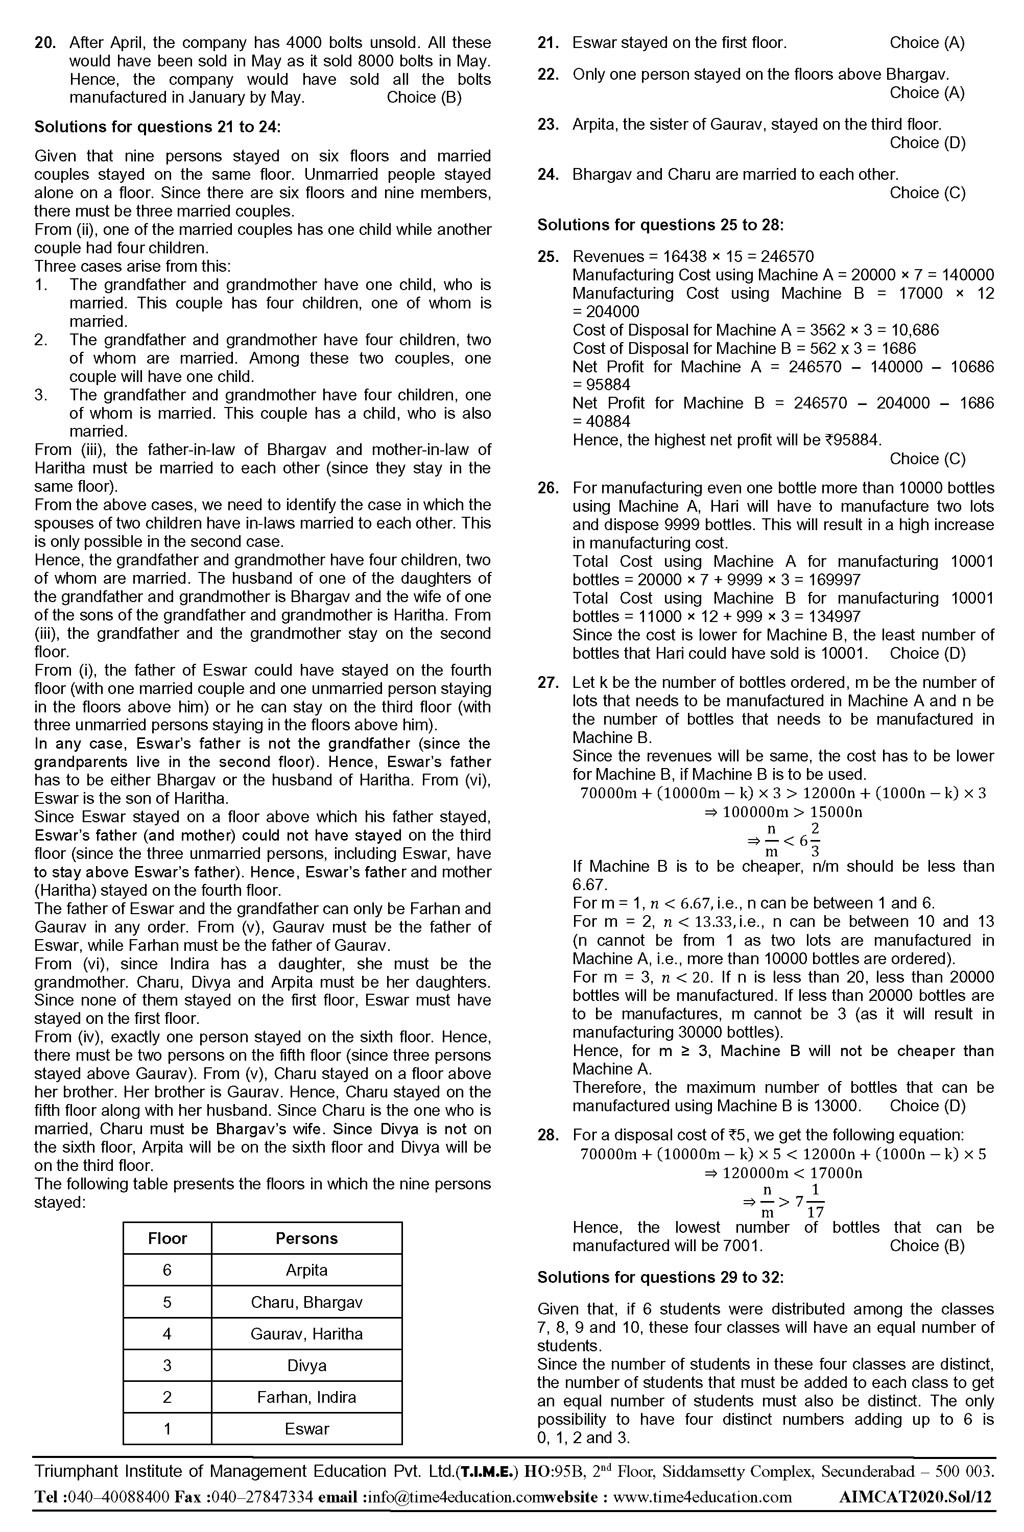 20. After April, the company has 4000 bolts unsold. All these
would have been sold in May as it sold 8000 bolts in May.
Hence, the company would have sold all the bolts
manufactured in January by May. Choice (B)
Solutions for questions 21 to 24:
Given that nine persons stayed on six floors and married
couples stayed on the same floor. Unmarried people stayed
alone on a floor. Since there are six floors and nine members,
there must be three married couples.
From (ii), one of the married couples has one child while another
couple had four children.
Three cases arise from this:
1. The grandfather and grandmother have one child, who is
married. This couple has four children, one of whom is
married.
2. The grandfather and grandmother have four children, two
of whom are married. Among these two couples, one
couple will have one child.
3. The grandfather and grandmother have four children, one
of whom is married. This couple has a child, who is also
married.
From (iii), the father-in-law of Bhargav and mother-in-law of
Haritha must be married to each other (since they stay in the
same floor).
From the above cases, we need to identify the case in which the
spouses of two children have in-laws married to each other. This
is only possible in the second case.
Hence, the grandfather and grandmother have four children, two
of whom are married. The husband of one of the daughters of
the grandfather and grandmother is Bhargav and the wife of one
of the sons of the grandfather and grandmother is Haritha. From
(iii), the grandfather and the grandmother stay on the second
floor.
From (i), the father of Eswar could have stayed on the fourth
floor (with one married couple and one unmarried person staying
in the floors above him) or he can stay on the third floor (with
three unmarried persons staying in the floors above him).
In any case, Eswar's father is not the grandfather (since the
grandparents live in the second floor). Hence, Eswar's father
has to be either Bhargav or the husband of Haritha. From (vi),
Eswar is the son of Haritha.
Since Eswar stayed on a floor above which his father stayed,
Eswar's father (and mother) could not have stayed on the third
floor (since the three unmarried persons, including Eswar, have
to stay above Eswar's father). Hence, Eswar's father and mother
(Haritha) stayed on the fourth floor.
The father of Eswar and the grandfather can only be Farhan and
Gaurav in any order. From (v), Gaurav must be the father of
Eswar, while Farhan must be the father of Gaurav.
From (vi), since Indira has a daughter, she must be the
grandmother. Charu, Divya and Arpita must be her daughters.
Since none of them stayed on the first floor, Eswar must have
stayed on the first floor.
From (iv), exactly one person stayed on the sixth floor. Hence,
there must be two persons on the fifth floor (since three persons
stayed above Gaurav). From (v), Charu stayed on a floor above
her brother. Her brother is Gaurav. Hence, Charu stayed on the
fifth floor along with her husband. Since Charu is the one who is
married, Charu must be Bhargav's wife. Since Divya is not on
the sixth floor, Arpita will be on the sixth floor and Divya will be
on the third floor.
The following table presents the floors in which the nine persons
stayed:
Floor Persons
6 Arpita
5 Charu, Bhargav
4 Gaurav, Haritha
3 Divya
2 Farhan, Indira
1 Eswar
21. Eswar stayed on the first floor. Choice (A)
22. Only one person stayed on the floors above Bhargav.
Choice (A)
23. Arpita, the sister of Gaurav, stayed on the third floor.
Choice (D)
24. Bhargav and Charu are married to each other.
Choice (C)
Solutions for questions 25 to 28:
25. Revenues = 16438 × 15 = 246570
Manufacturing Cost using Machine A = 20000 × 7 = 140000
Manufacturing Cost using Machine B = 17000 × 12
= 204000
Cost of Disposal for Machine A = 3562 × 3 = 10,686
Cost of Disposal for Machine B = 562 x 3 = 1686
Net Profit for Machine A = 246570 – 140000 – 10686
= 95884
Net Profit for Machine B = 246570 – 204000 – 1686
= 40884
Hence, the highest net profit will be ₹95884.
Choice (C)
26. For manufacturing even one bottle more than 10000 bottles
using Machine A, Hari will have to manufacture two lots
and dispose 9999 bottles. This will result in a high increase
in manufacturing cost.
Total Cost using Machine A for manufacturing 10001
bottles = 20000 × 7 + 9999 × 3 = 169997
Total Cost using Machine B for manufacturing 10001
bottles = 11000 × 12 + 999 × 3 = 134997
Since the cost is lower for Machine B, the least number of
bottles that Hari could have sold is 10001. Choice (D)
27. Let k be the number of bottles ordered, m be the number of
lots that needs to be manufactured in Machine A and n be
the number of bottles that needs to be manufactured in
Machine B.
Since the revenues will be same, the cost has to be lower
for Machine B, if Machine B is to be used.
70000m + (10000m − k) × 3 > 12000n + (1000n − k) × 3
⇒ 100000m > 15000n
⇒ n/m < 6 2/3
If Machine B is to be cheaper, n/m should be less than
6.67.
For m = 1, n < 6.67, i.e., n can be between 1 and 6.
For m = 2, n < 13.33, i.e., n can be between 10 and 13
(n cannot be from 1 as two lots are manufactured in
Machine A, i.e., more than 10000 bottles are ordered).
For m = 3, n < 20. If n is less than 20, less than 20000
bottles will be manufactured. If less than 20000 bottles are
to be manufactures, m cannot be 3 (as it will result in
manufacturing 30000 bottles).
Hence, for m ≥ 3, Machine B will not be cheaper than
Machine A.
Therefore, the maximum number of bottles that can be
manufactured using Machine B is 13000. Choice (D)
28. For a disposal cost of ₹5, we get the following equation:
70000m + (10000m − k) × 5 < 12000n + (1000n − k) × 5
⇒ 120000m < 17000n
⇒ n/m > 7 1/17
Hence, the lowest number of bottles that can be
manufactured will be 7001. Choice (B)
Solutions for questions 29 to 32:
Given that, if 6 students were distributed among the classes
7, 8, 9 and 10, these four classes will have an equal number of
students.
Since the number of students in these four classes are distinct,
the number of students that must be added to each class to get
an equal number of students must also be distinct. The only
possibility to have four distinct numbers adding up to 6 is
0, 1, 2 and 3.
Triumphant Institute of Management Education Pvt. Ltd.(T.I.M.E.) HO:95B, 2nd Floor, Siddamsetty Complex, Secunderabad – 500 003.
Tel :040–40088400 Fax :040–27847334 email :info@time4education.comwebsite : www.time4education.com AIMCAT2020.Sol/12